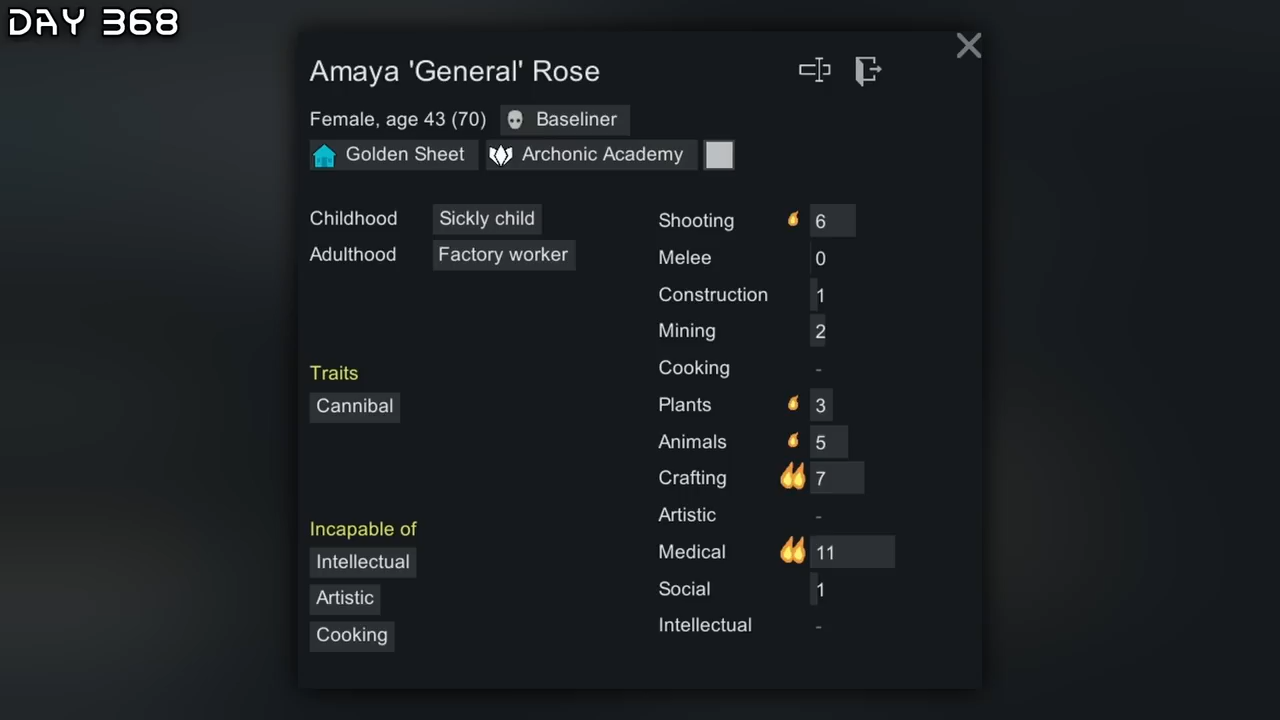 DAY 368
Amaya 'General' Rose
Female, age 43 (70) Baseliner
Golden Sheet Archonic Academy
Childhood Sickly child
Adulthood Factory worker
Traits
Cannibal
Incapable of
Intellectual
Artistic
Cooking
Shooting 6
Melee 0
Construction 1
Mining 2
Cooking -
Plants 3
Animals 5
Crafting 7
Artistic -
Medical 11
Social 1
Intellectual -